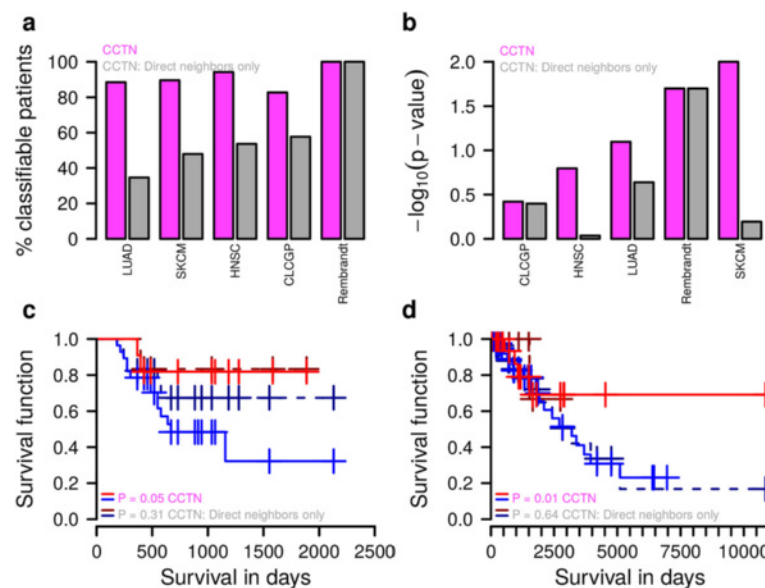 a
CCTN
CCTN: Direct neighbors only
% classifiable patients
100
80
60
40
20
0
LUAD
SKCM
HNSC
CLCGP
Rembrandt
b
CCTN
CCTN: Direct neighbors only
−log10(p−value)
2.0
1.5
1.0
0.5
0.0
CLCGP
HNSC
LUAD
Rembrandt
SKCM
c
Survival function
1.0
0.8
0.6
0.4
0.2
0.0
P = 0.05 CCTN
P = 0.31 CCTN: Direct neighbors only
0 500 1000 1500 2000 2500
Survival in days
d
Survival function
1.0
0.8
0.6
0.4
0.2
0.0
P = 0.01 CCTN
P = 0.64 CCTN: Direct neighbors only
0 2500 5000 7500 10000
Survival in days